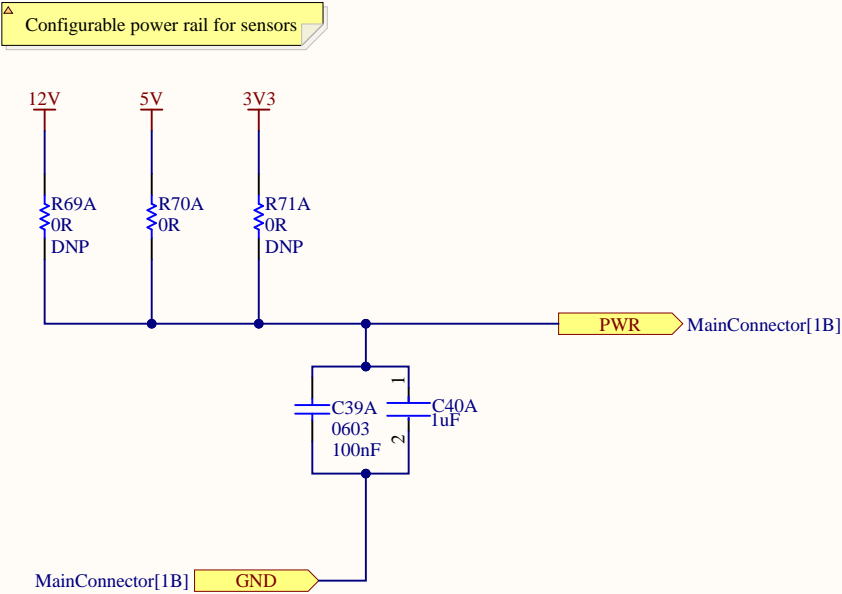 Configurable power rail for sensors
12V
5V
3V3
R69A
0R
DNP
R70A
0R
R71A
0R
DNP
PWR
MainConnector[1B]
C39A
0603
100nF
1
C40A
1uF
2
MainConnector[1B]
GND